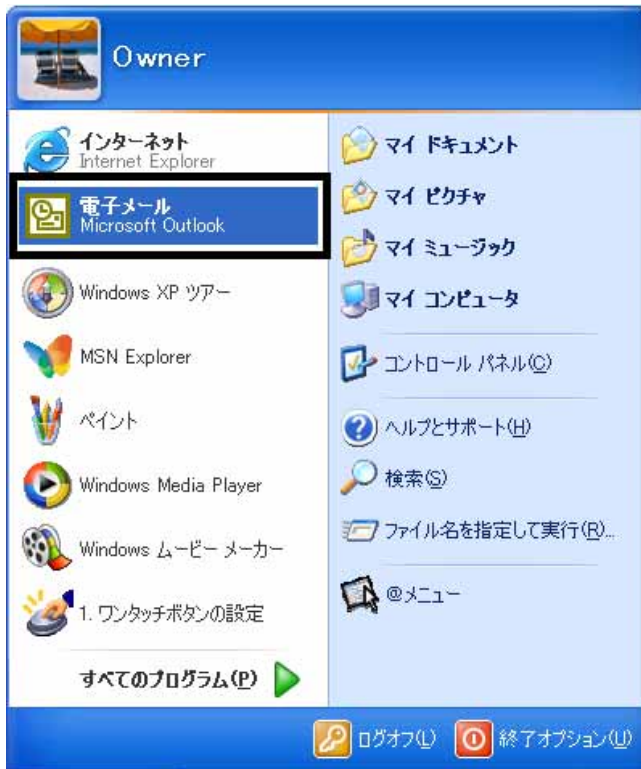 Owner
インターネット
Internet Explorer
電子メール
Microsoft Outlook
Windows XP ツアー
MSN Explorer
ペイント
Windows Media Player
Windows ムービー メーカー
1. ワンタッチボタンの設定
すべてのプログラム(P)
マイ ドキュメント
マイ ピクチャ
マイ ミュージック
マイ コンピュータ
コントロール パネル(C)
ヘルプとサポート(H)
検索(S)
ファイル名を指定して実行(R)...
@メニュー
ログオフ(L)
終了オプション(U)